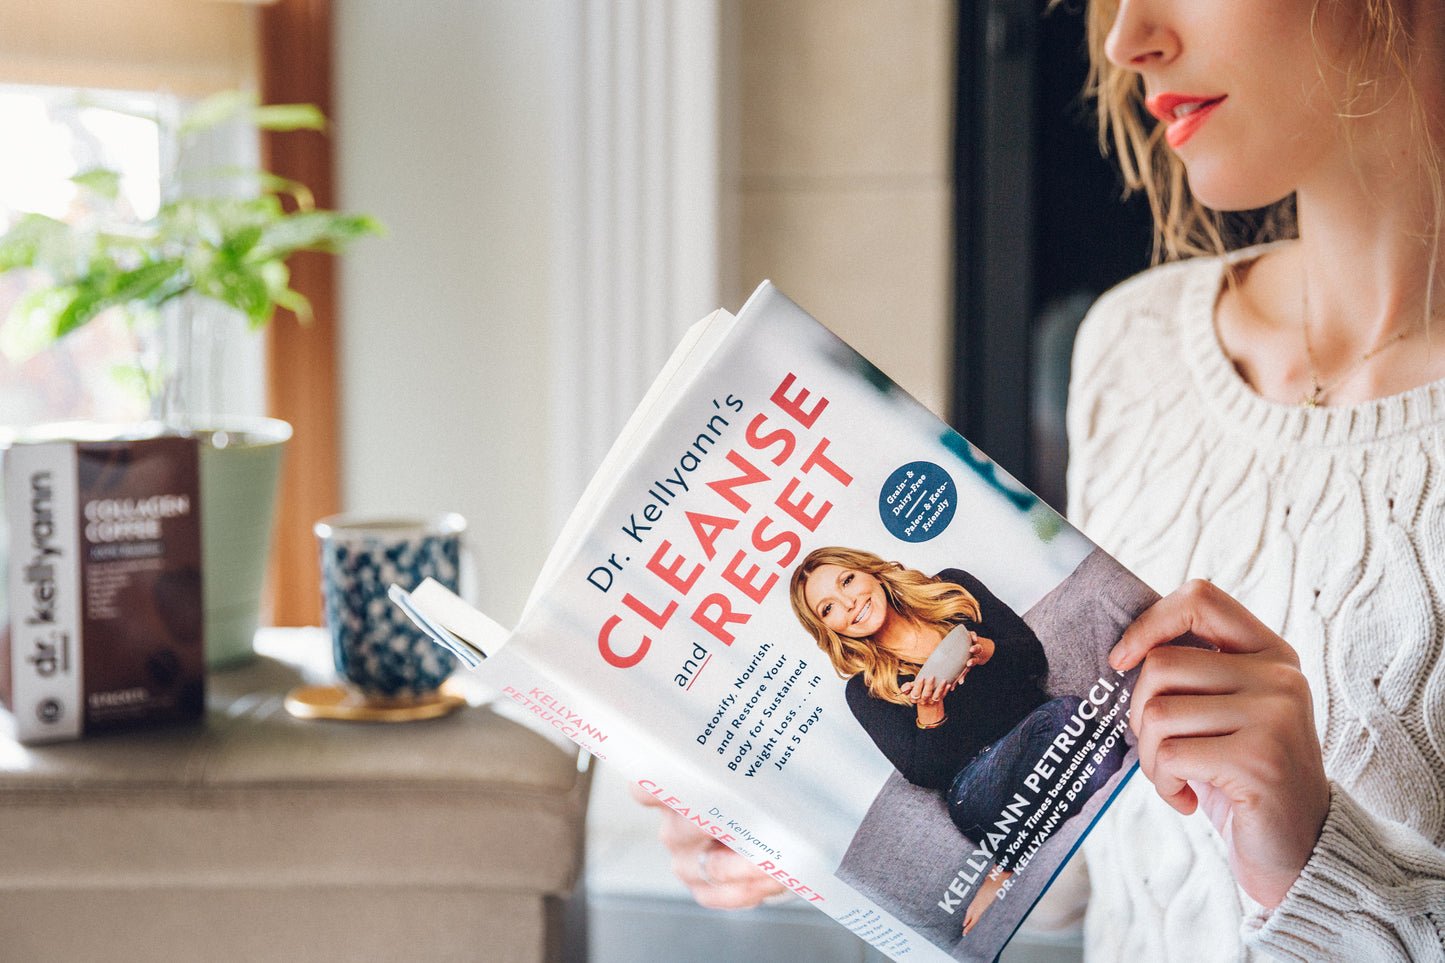 Dr. Kellyann's
CLEANSE
and RESET
Detoxify, Nourish,
and Restore Your
Body for Sustained
Weight Loss . . . in
Just 5 Days
Grain- &
Dairy-Free
Paleo- & Keto-
Friendly
KELLYANN PETRUCCI,
New York Times bestselling author of
DR. KELLYANN'S BONE BROTH
KELLYANN
PETRUCCI
Dr. Kellyann's
CLEANSE and RESET
dr. kellyann
COLLAGEN
COFFEE